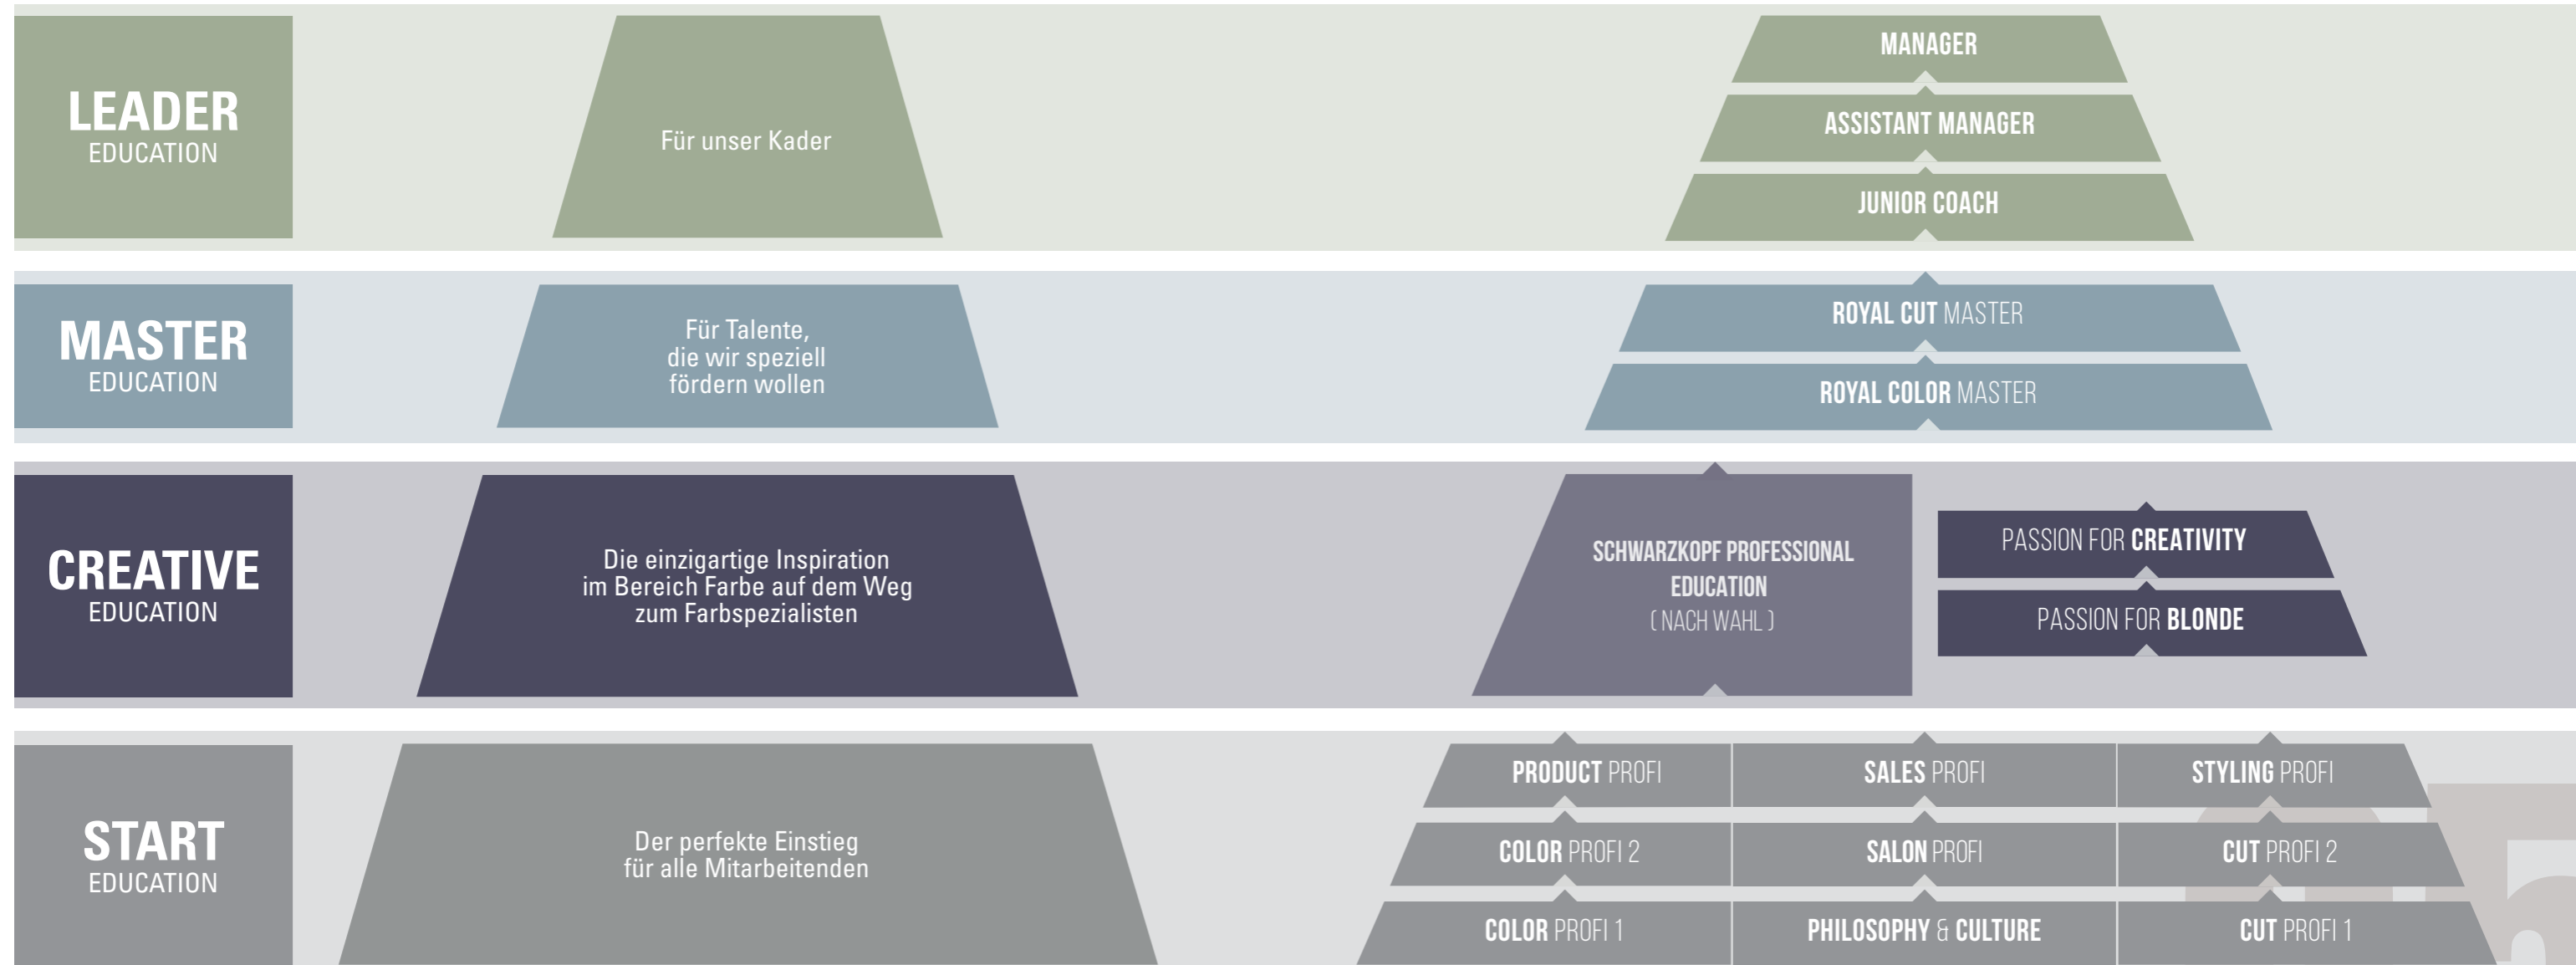 LEADER
EDUCATION
Für unser Kader
MANAGER
ASSISTANT MANAGER
JUNIOR COACH
MASTER
EDUCATION
Für Talente,
die wir speziell
fördern wollen
ROYAL CUT MASTER
ROYAL COLOR MASTER
CREATIVE
EDUCATION
Die einzigartige Inspiration
im Bereich Farbe auf dem Weg
zum Farbspezialisten
SCHWARZKOPF PROFESSIONAL
EDUCATION
( NACH WAHL )
PASSION FOR CREATIVITY
PASSION FOR BLONDE
START
EDUCATION
Der perfekte Einstieg
für alle Mitarbeitenden
PRODUCT PROFI
SALES PROFI
STYLING PROFI
COLOR PROFI 2
SALON PROFI
CUT PROFI 2
COLOR PROFI 1
PHILOSOPHY & CULTURE
CUT PROFI 1